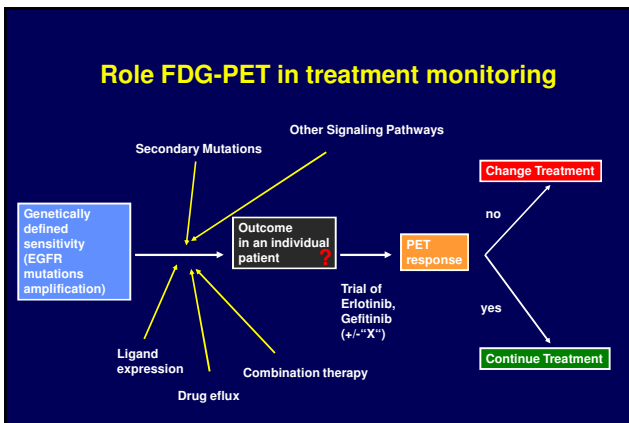 Role FDG-PET in treatment monitoring
Other Signaling Pathways
Secondary Mutations
Change Treatment
Genetically
defined
sensitivity
(EGFR
mutations
amplification)
Outcome
in an individual
patient
?
PET
response
no
yes
Trial of
Erlotinib,
Gefitinib
(+/-“X“)
Ligand
expression
Combination therapy
Drug eflux
Continue Treatment